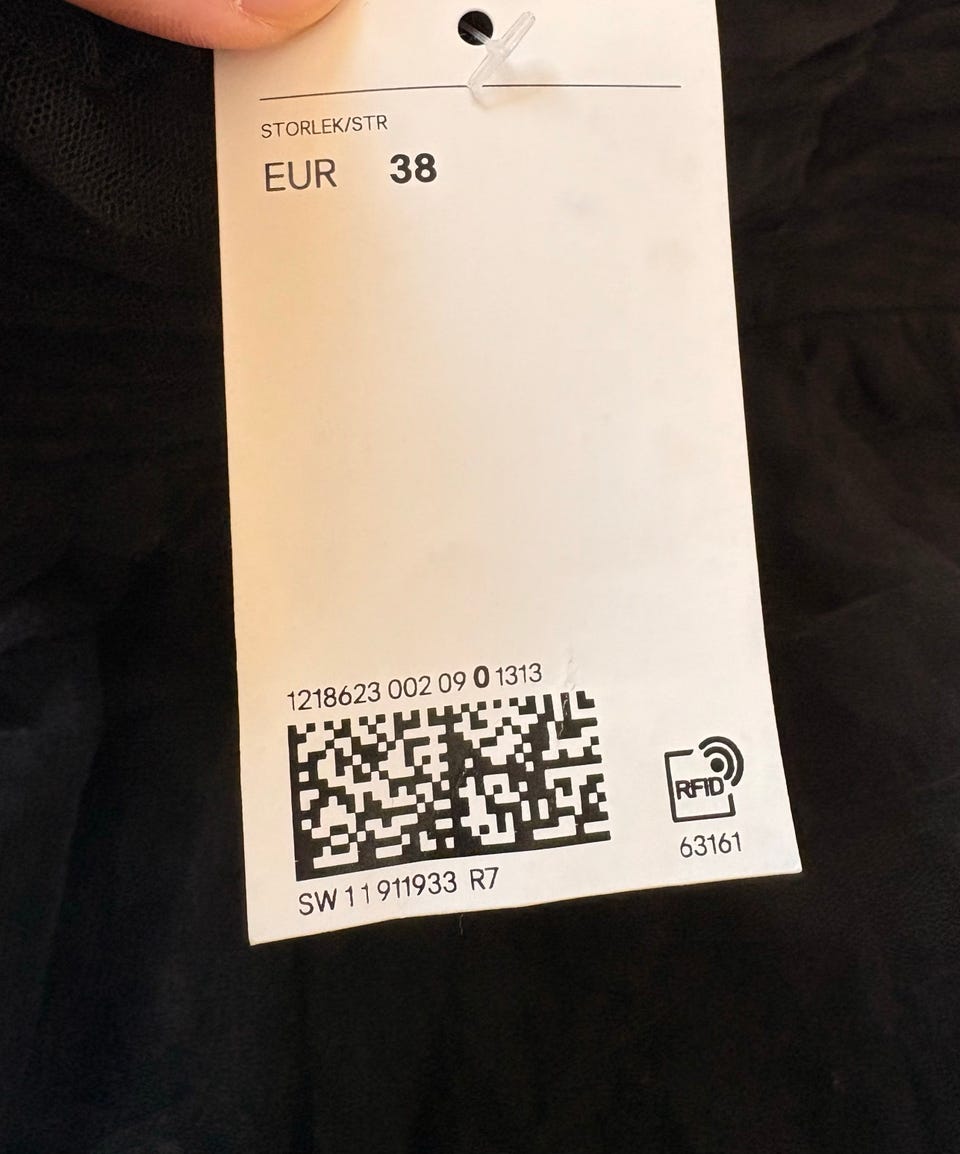 STORLEK/STR
EUR 38
1218623 002 09 0 1313
RFID
63161
SW 11 911933 R7